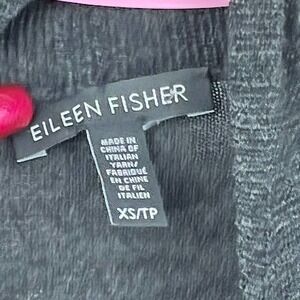 EILEEN FISHER
MADE IN
CHINA OF
ITALIAN
YARN/
FABRIQUÉ
EN CHINE
DE FIL
ITALIEN
XS/TP